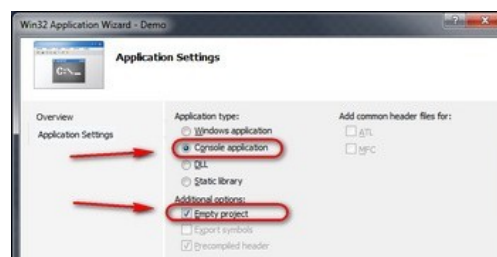 Win32 Application Wizard - Demo
C:\_
Application Settings
Overview
Application Settings
Application type:
Windows application
Console application
DLL
Static library
Additional options:
Empty project
Export symbols
Precompiled header
Add common header files for:
ATL
MFC